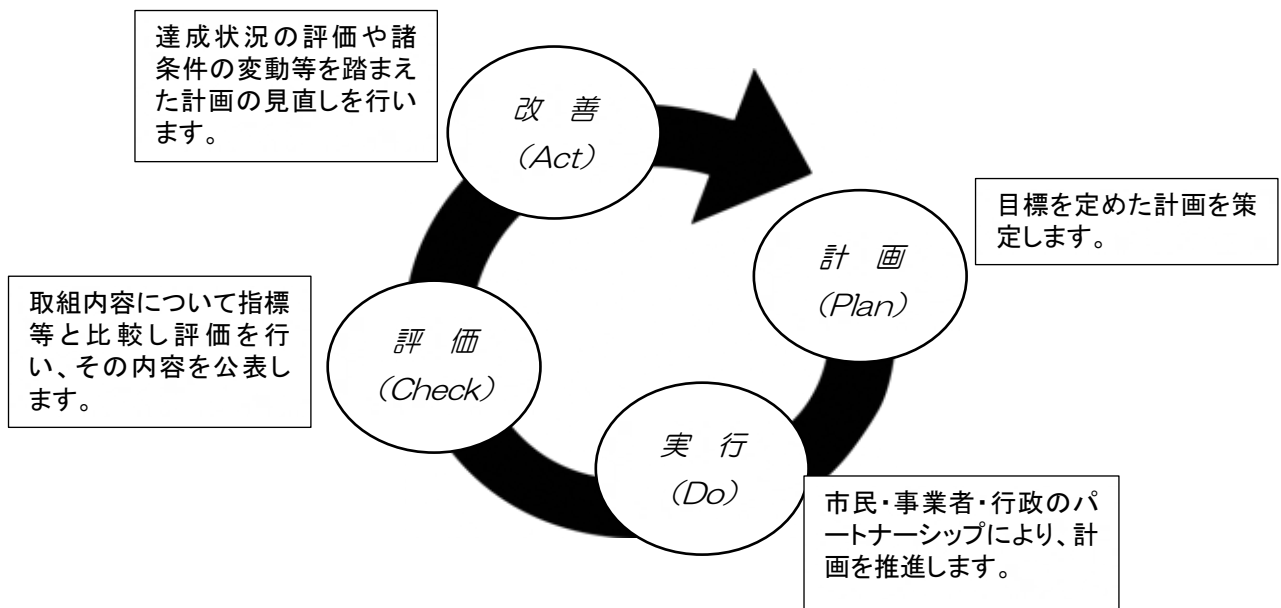 達成状況の評価や諸
条件の変動等を踏まえ
た計画の見直しを行い
ます。
改 善
(Act)
目標を定めた計画を策
定します。
計 画
(Plan)
取組内容について指標
等と比較し評価を行
い、その内容を公表し
ます。
評 価
(Check)
実 行
(Do)
市民・事業者・行政のパ
ートナーシップにより、計
画を推進します。